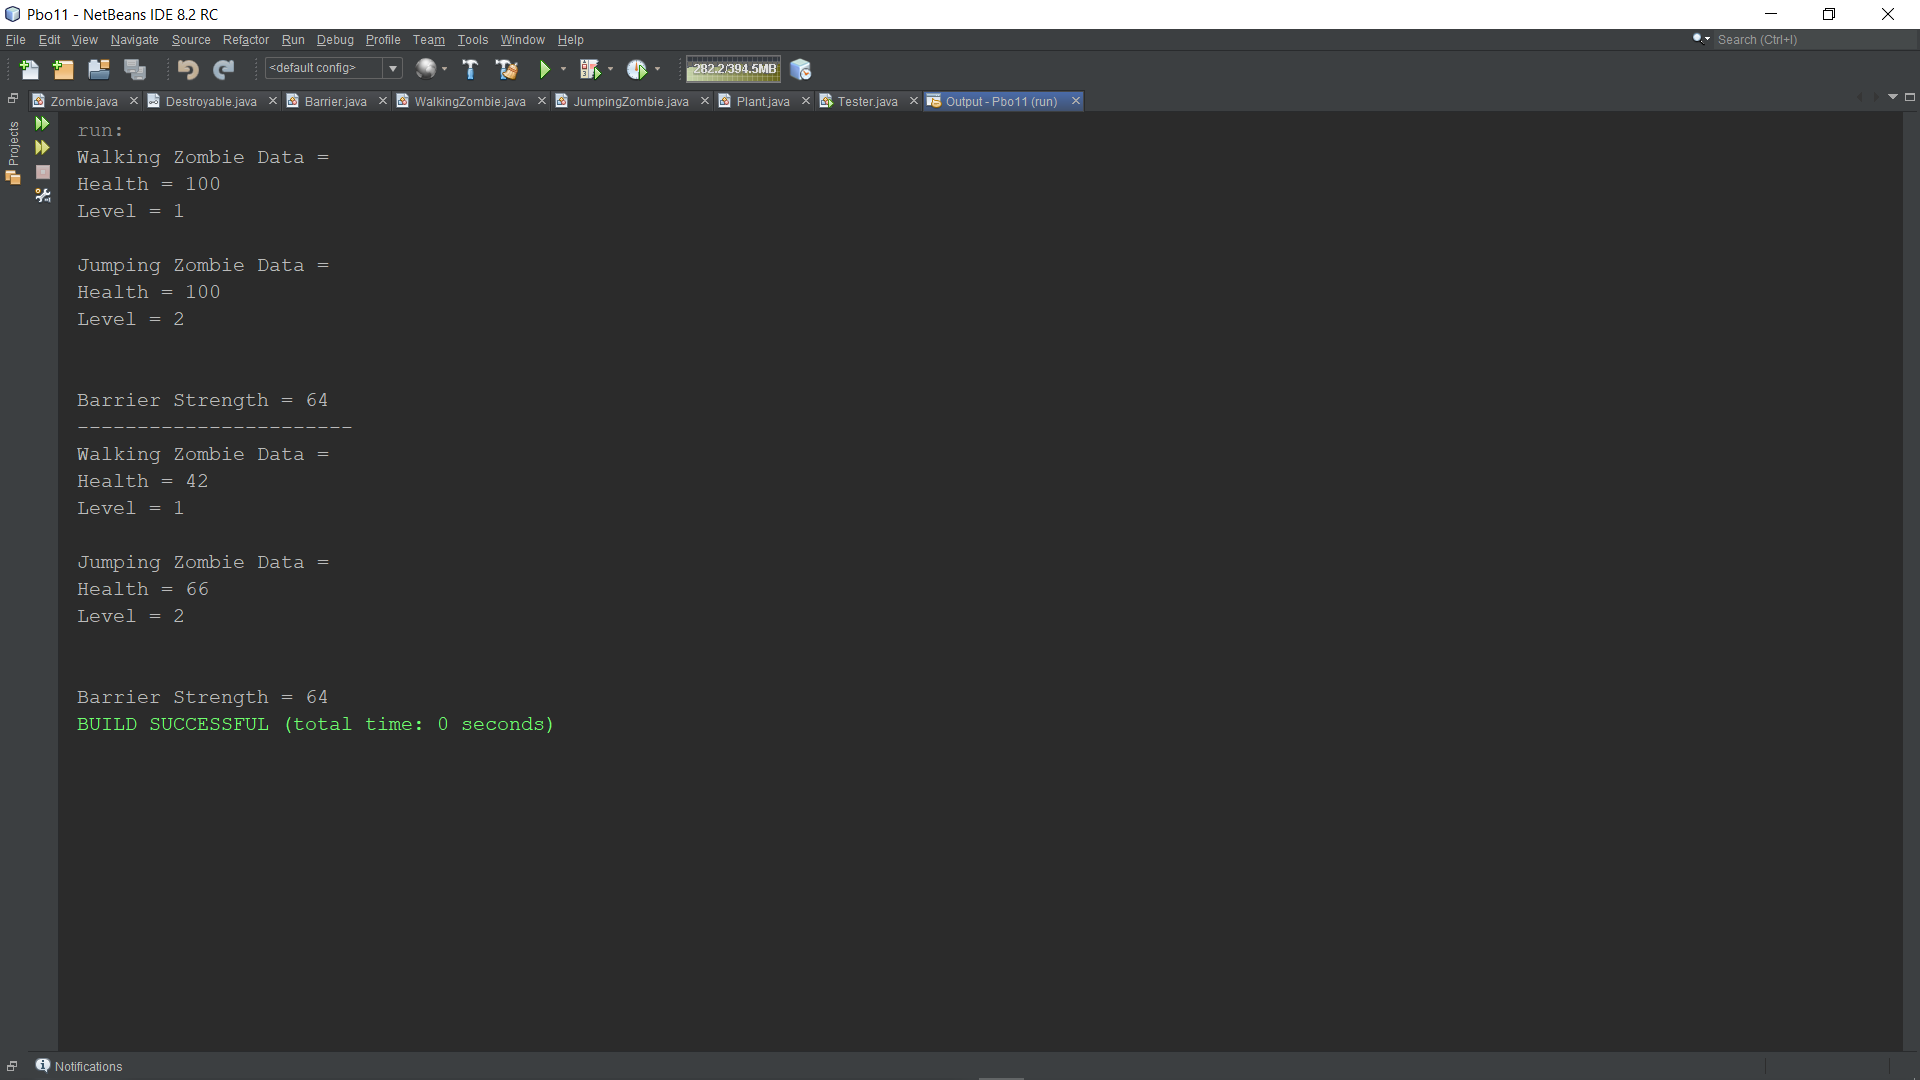 Pbo11 - NetBeans IDE 8.2 RC
File Edit View Navigate Source Refactor Run Debug Profile Team Tools Window Help
Search (Ctrl+I)
<default config>
282.2/394.5MB
Zombie.java Destroyable.java Barrier.java WalkingZombie.java JumpingZombie.java Plant.java Tester.java Output - Pbo11 (run)
Projects
run:
Walking Zombie Data =
Health = 100
Level = 1
Jumping Zombie Data =
Health = 100
Level = 2
Barrier Strength = 64
-----------------------
Walking Zombie Data =
Health = 42
Level = 1
Jumping Zombie Data =
Health = 66
Level = 2
Barrier Strength = 64
BUILD SUCCESSFUL (total time: 0 seconds)
Notifications